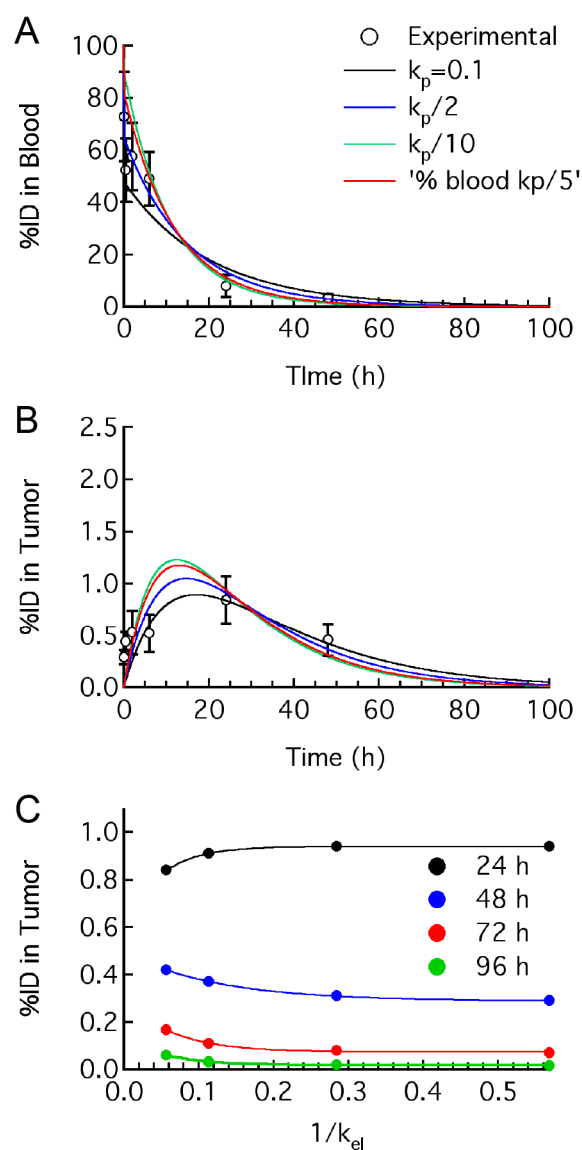 A
100
80
60
40
20
0
%ID in Blood
Experimental
kp=0.1
kp/2
kp/10
'% blood kp/5'
0 20 40 60 80 100
TIme (h)
B
2.5
2.0
1.5
1.0
0.5
0.0
%ID in Tumor
0 20 40 60 80 100
Time (h)
C
1.0
0.8
0.6
0.4
0.2
0.0
%ID in Tumor
24 h
48 h
72 h
96 h
0.0 0.1 0.2 0.3 0.4 0.5
1/kel